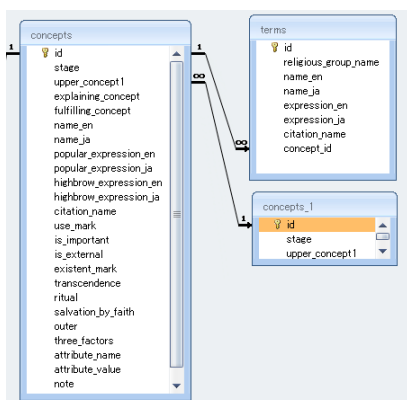 concepts
id
stage
upper_concept1
explaining_concept
fulfilling_concept
name_en
name_ja
popular_expression_en
popular_expression_ja
highbrow_expression_en
highbrow_expression_ja
citation_name
use_mark
is_important
is_external
existent_mark
transcendence
ritual
salvation_by_faith
outer
three_factors
attribute_name
attribute_value
note
1
1
∞
terms
id
religious_group_name
name_en
name_ja
expression_en
expression_ja
citation_name
concept_id
∞
1
concepts_1
id
stage
upper_concept1